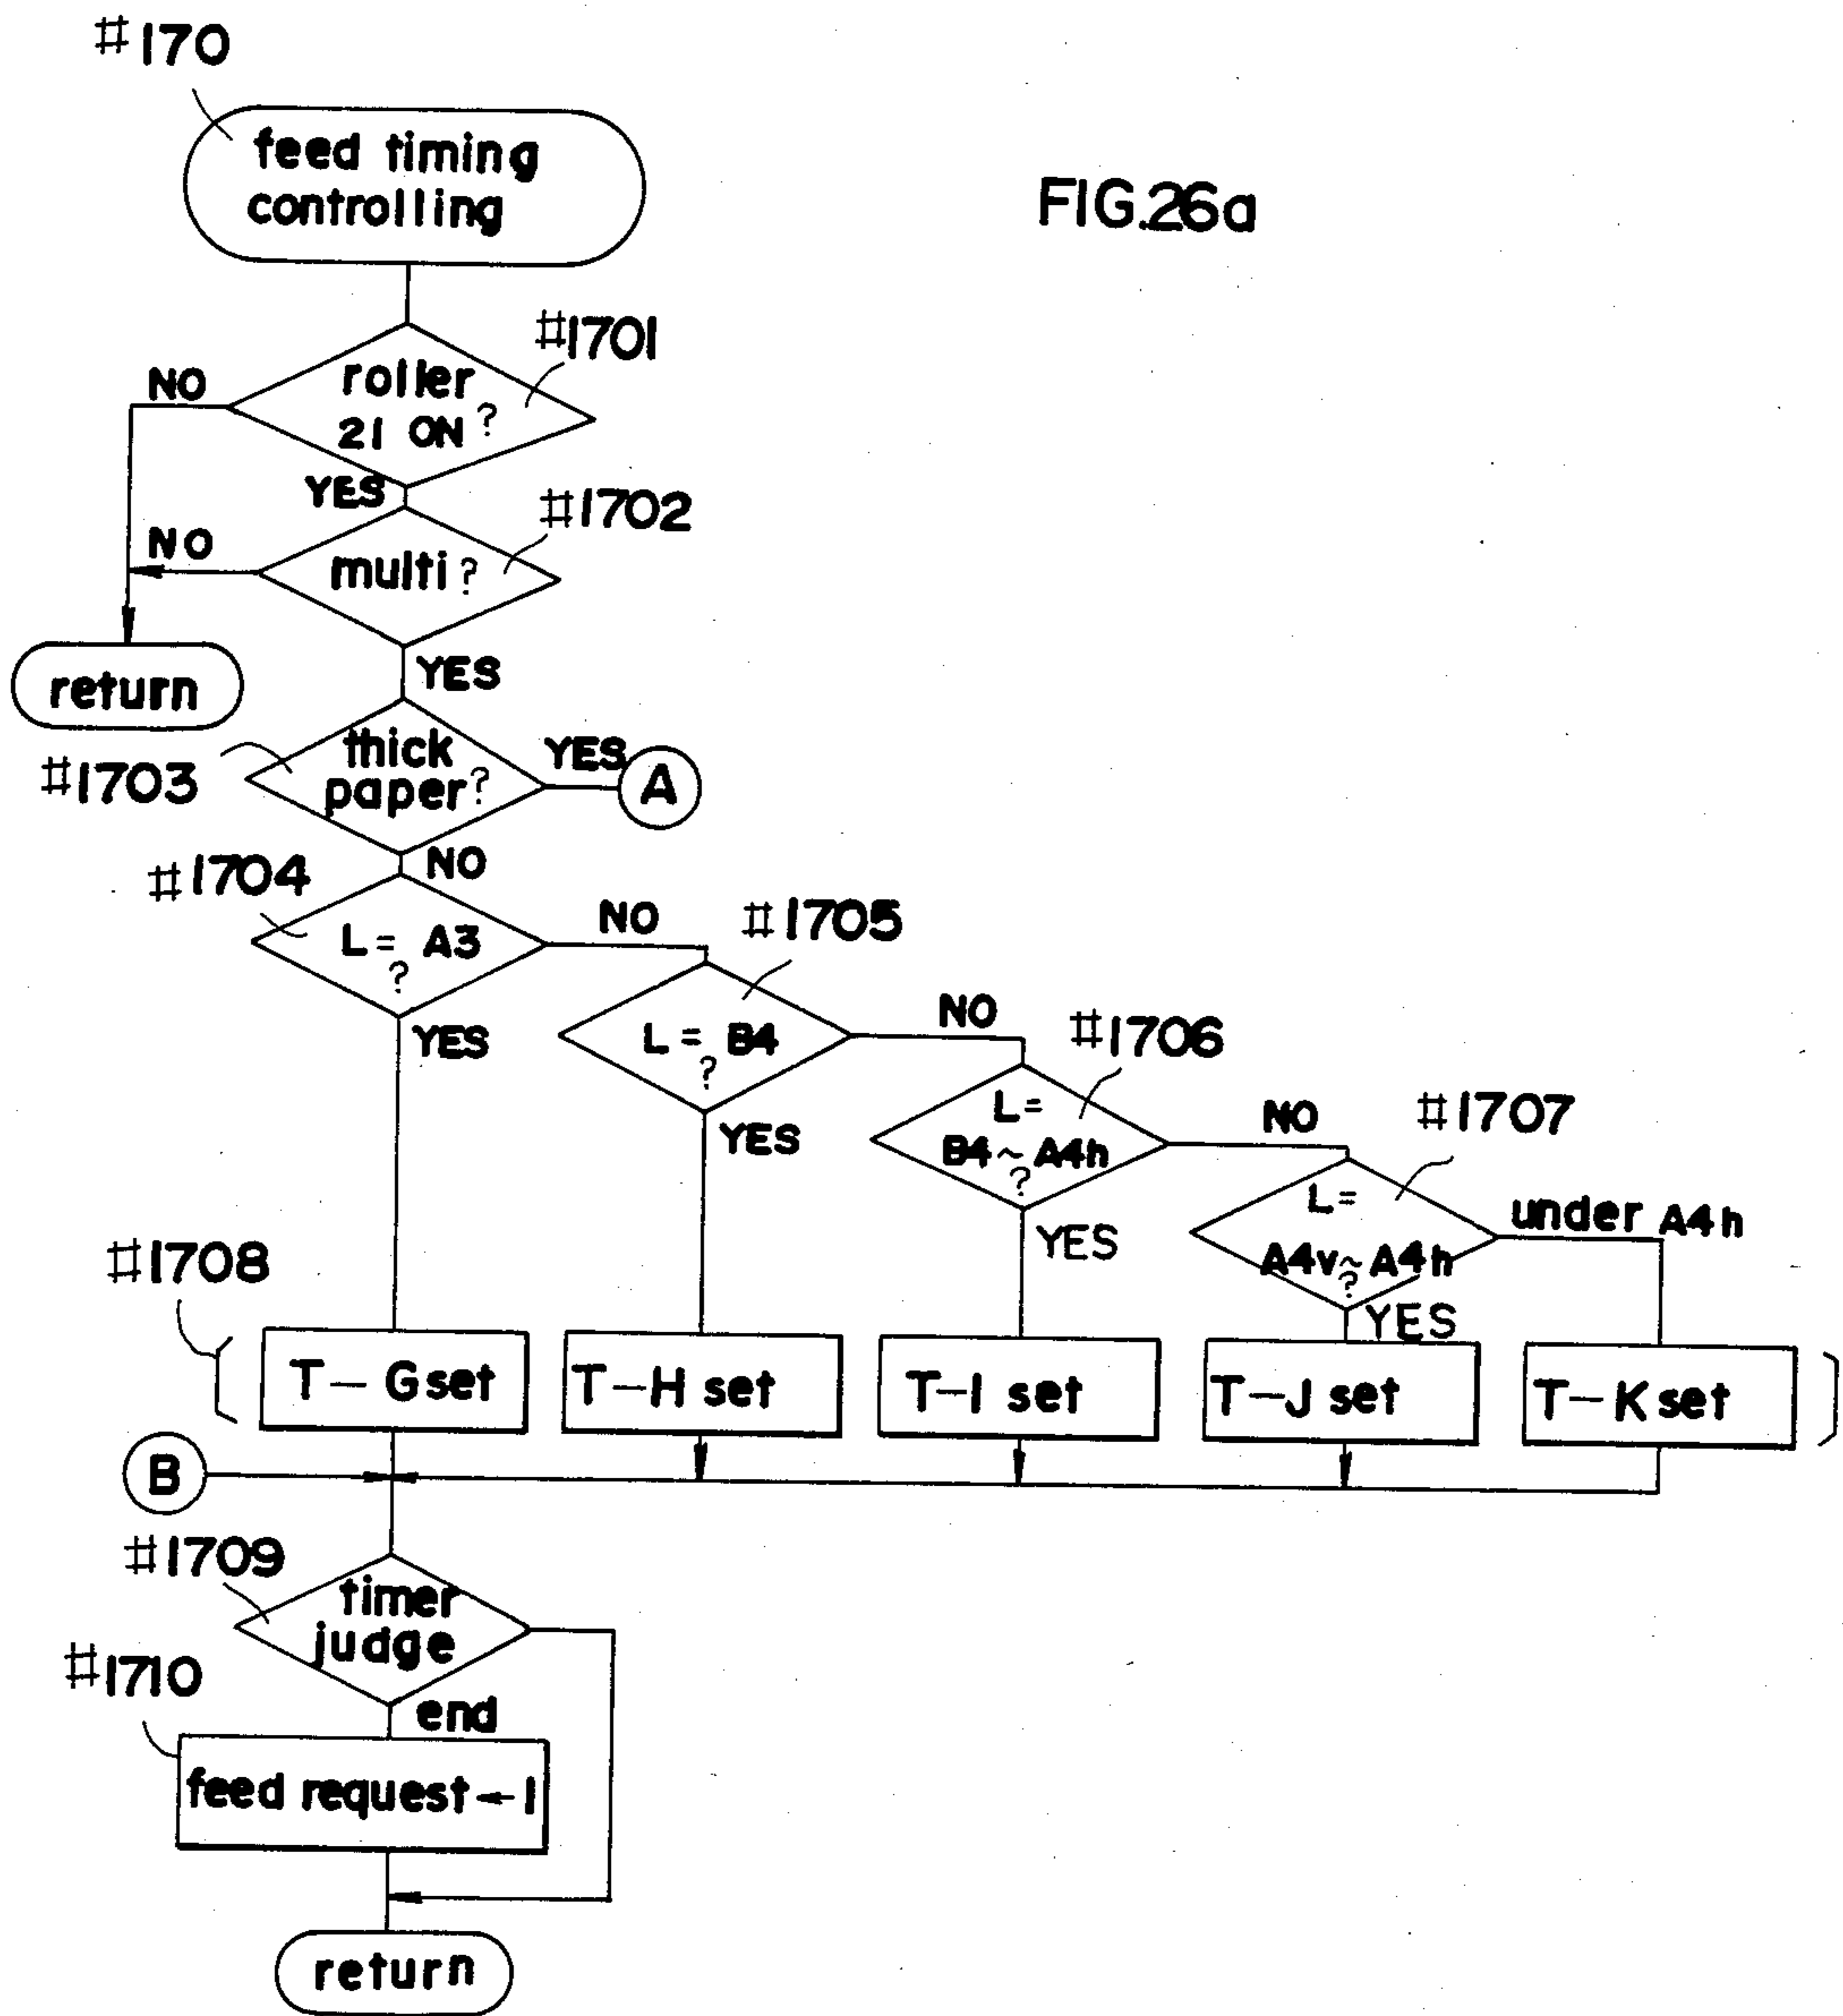 #170
feed timing
controlling
FIG.26a
#1701
NO
roller
21 ON ?
YES
#1702
NO
multi ?
return
YES
#1703
thick
paper?
YES
A
NO
#1704
L = A3
?
NO
#1705
YES
L = B4
?
NO
#1706
YES
L =
B4 ~ A4h
?
NO
#1707
YES
L =
A4v ~ A4h
?
under A4h
YES
#1708
T - G set
T - H set
T - I set
T - J set
T - K set
B
#1709
timer
judge
#1710
end
feed request ← 1
return